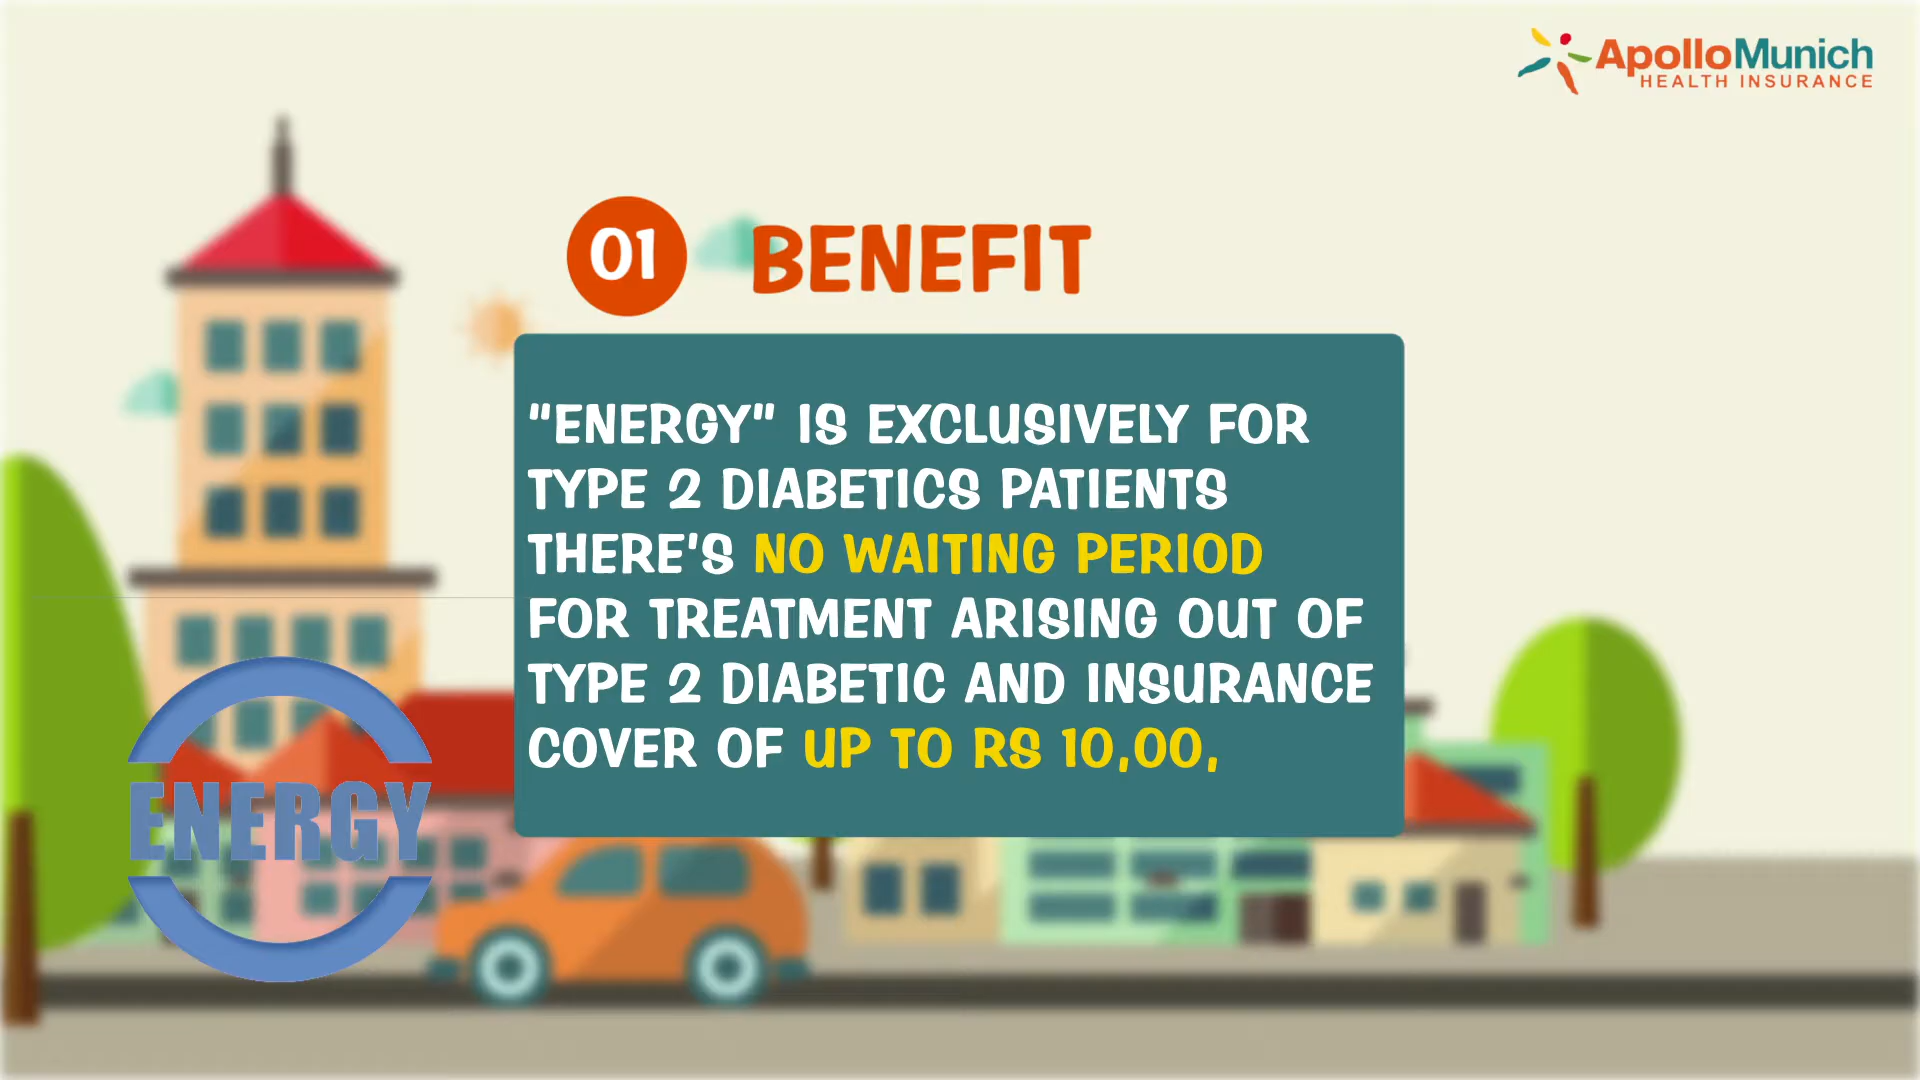 ApolloMunich
HEALTH INSURANCE
01 BENEFIT
"ENERGY" IS EXCLUSIVELY FOR
TYPE 2 DIABETICS PATIENTS
THERE'S NO WAITING PERIOD
FOR TREATMENT ARISING OUT OF
TYPE 2 DIABETIC AND INSURANCE
COVER OF UP TO RS 10,00,
ENERGY